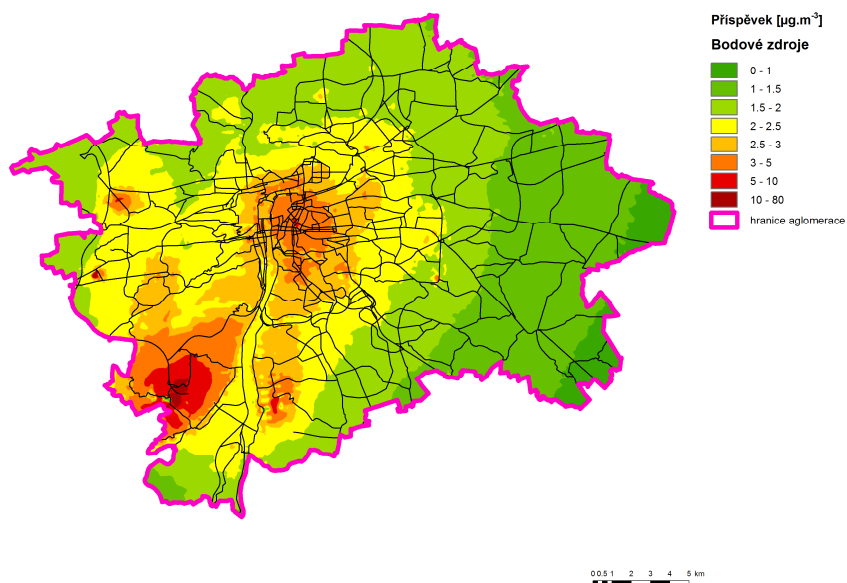 Příspěvek [µg.m-3]
Bodové zdroje
0 - 1
1 - 1.5
1.5 - 2
2 - 2.5
2.5 - 3
3 - 5
5 - 10
10 - 80
hranice aglomerace
0 0.5 1 2 3 4 5 km